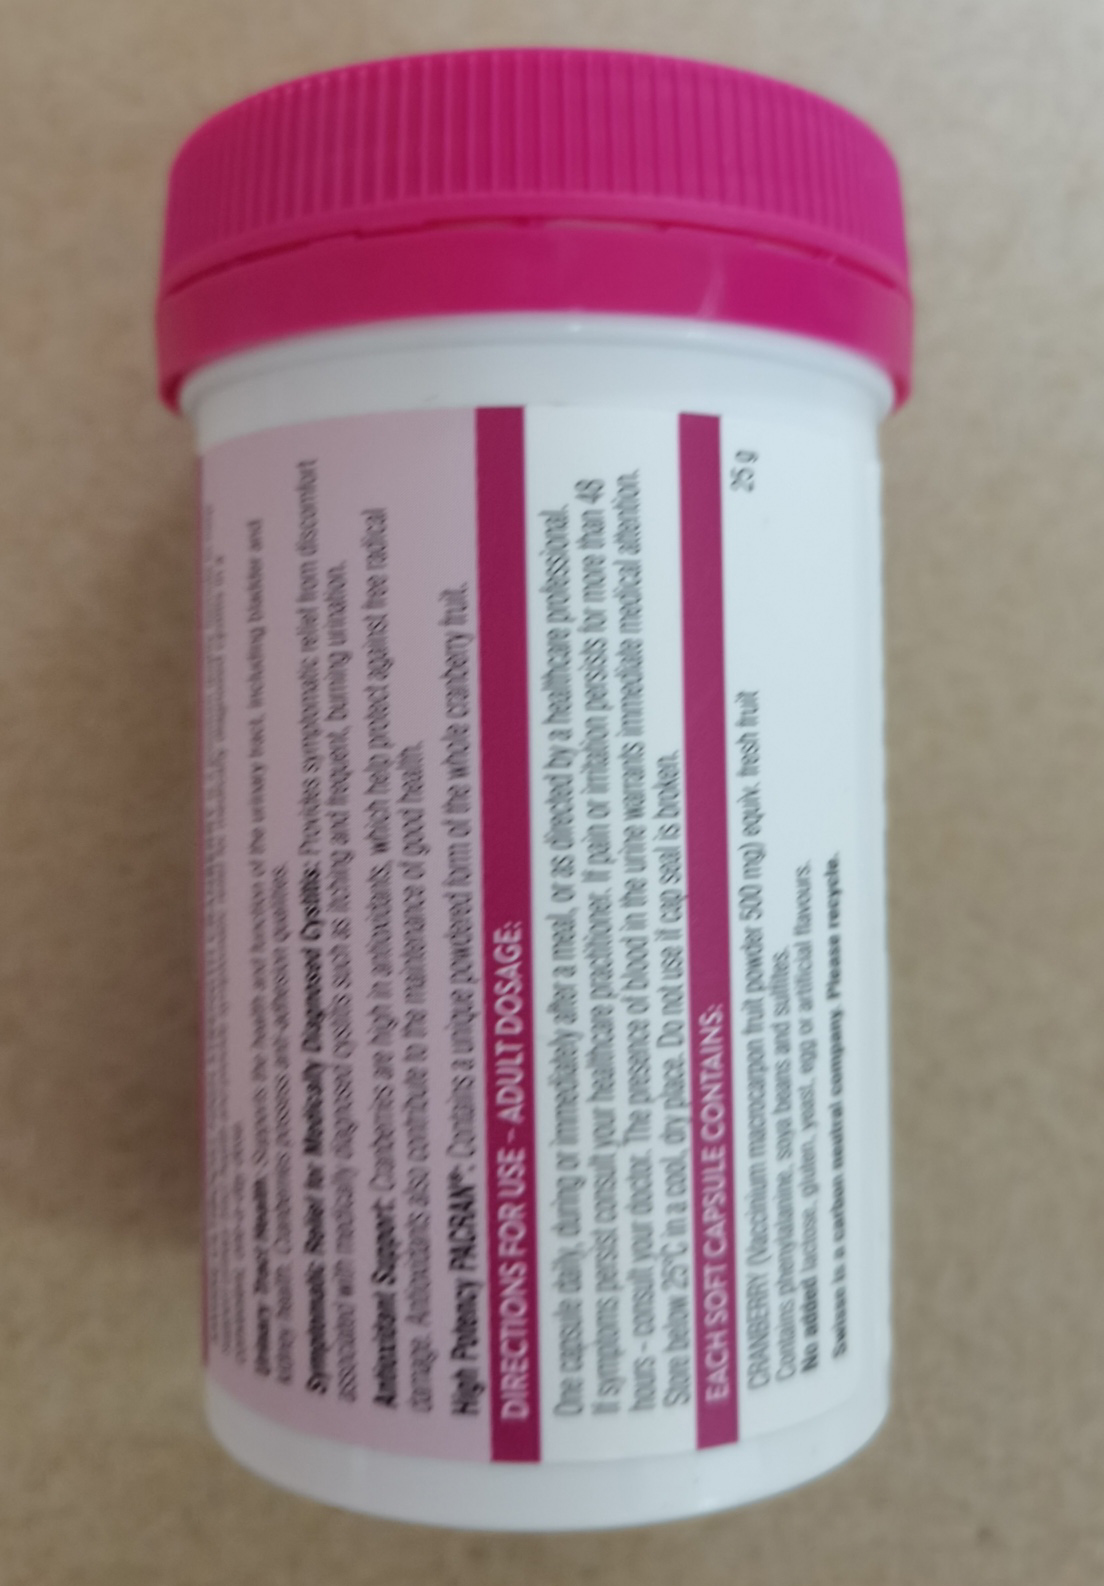 Urinary Tract Health: Supports the health and function of the urinary tract, including bladder and
kidney health. Cranberries possess anti-adhesion qualities.
Symptomatic Relief for Medically Diagnosed Cystitis: Provides symptomatic relief from discomfort
associated with medically diagnosed cystitis such as itching and frequent, burning urination.
Antioxidant Support: Cranberries are high in antioxidants, which help protect against free radical
damage. Antioxidants also contribute to the maintenance of good health.
High Potency PACRAN®: Contains a unique powdered form of the whole cranberry fruit.
DIRECTIONS FOR USE - ADULT DOSAGE:
One capsule daily, during or immediately after a meal, or as directed by a healthcare professional.
If symptoms persist consult your healthcare practitioner. If pain or irritation persists for more than 48
hours - consult your doctor. The presence of blood in the urine warrants immediate medical attention.
Store below 25°C in a cool, dry place. Do not use if cap seal is broken.
EACH SOFT CAPSULE CONTAINS:
CRANBERRY (Vaccinium macrocarpon fruit powder 500 mg) equiv. fresh fruit 25 g
Contains phenylalanine, soya beans and sulfites.
No added lactose, gluten, yeast, egg or artificial flavours.
Swisse is a carbon neutral company. Please recycle.